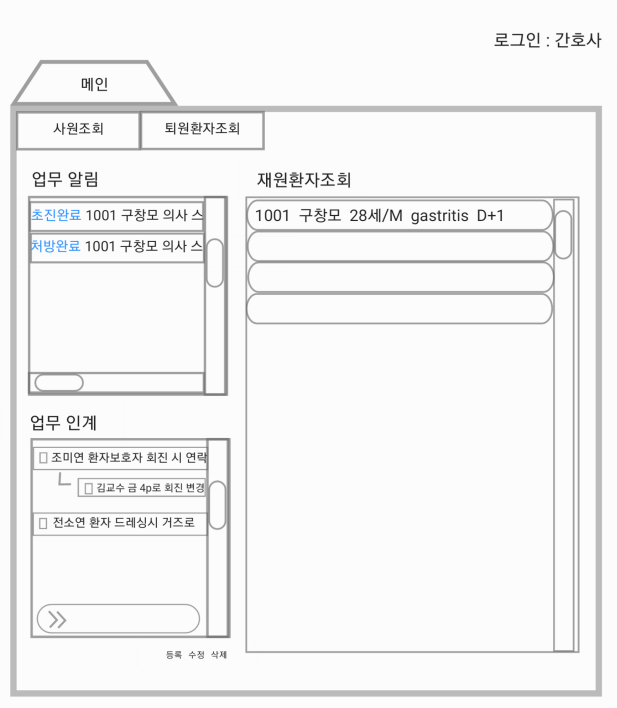 로그인 : 간호사
메인
사원조회
퇴원환자조회
업무 알림
초진완료 1001 구창모 의사 스
처방완료 1001 구창모 의사 스
재원환자조회
1001 구창모 28세/M gastritis D+1
업무 인계
조미연 환자보호자 회진 시 연락
김교수 금 4p로 회진 변경
전소연 환자 드레싱시 거즈로
등록 수정 삭제